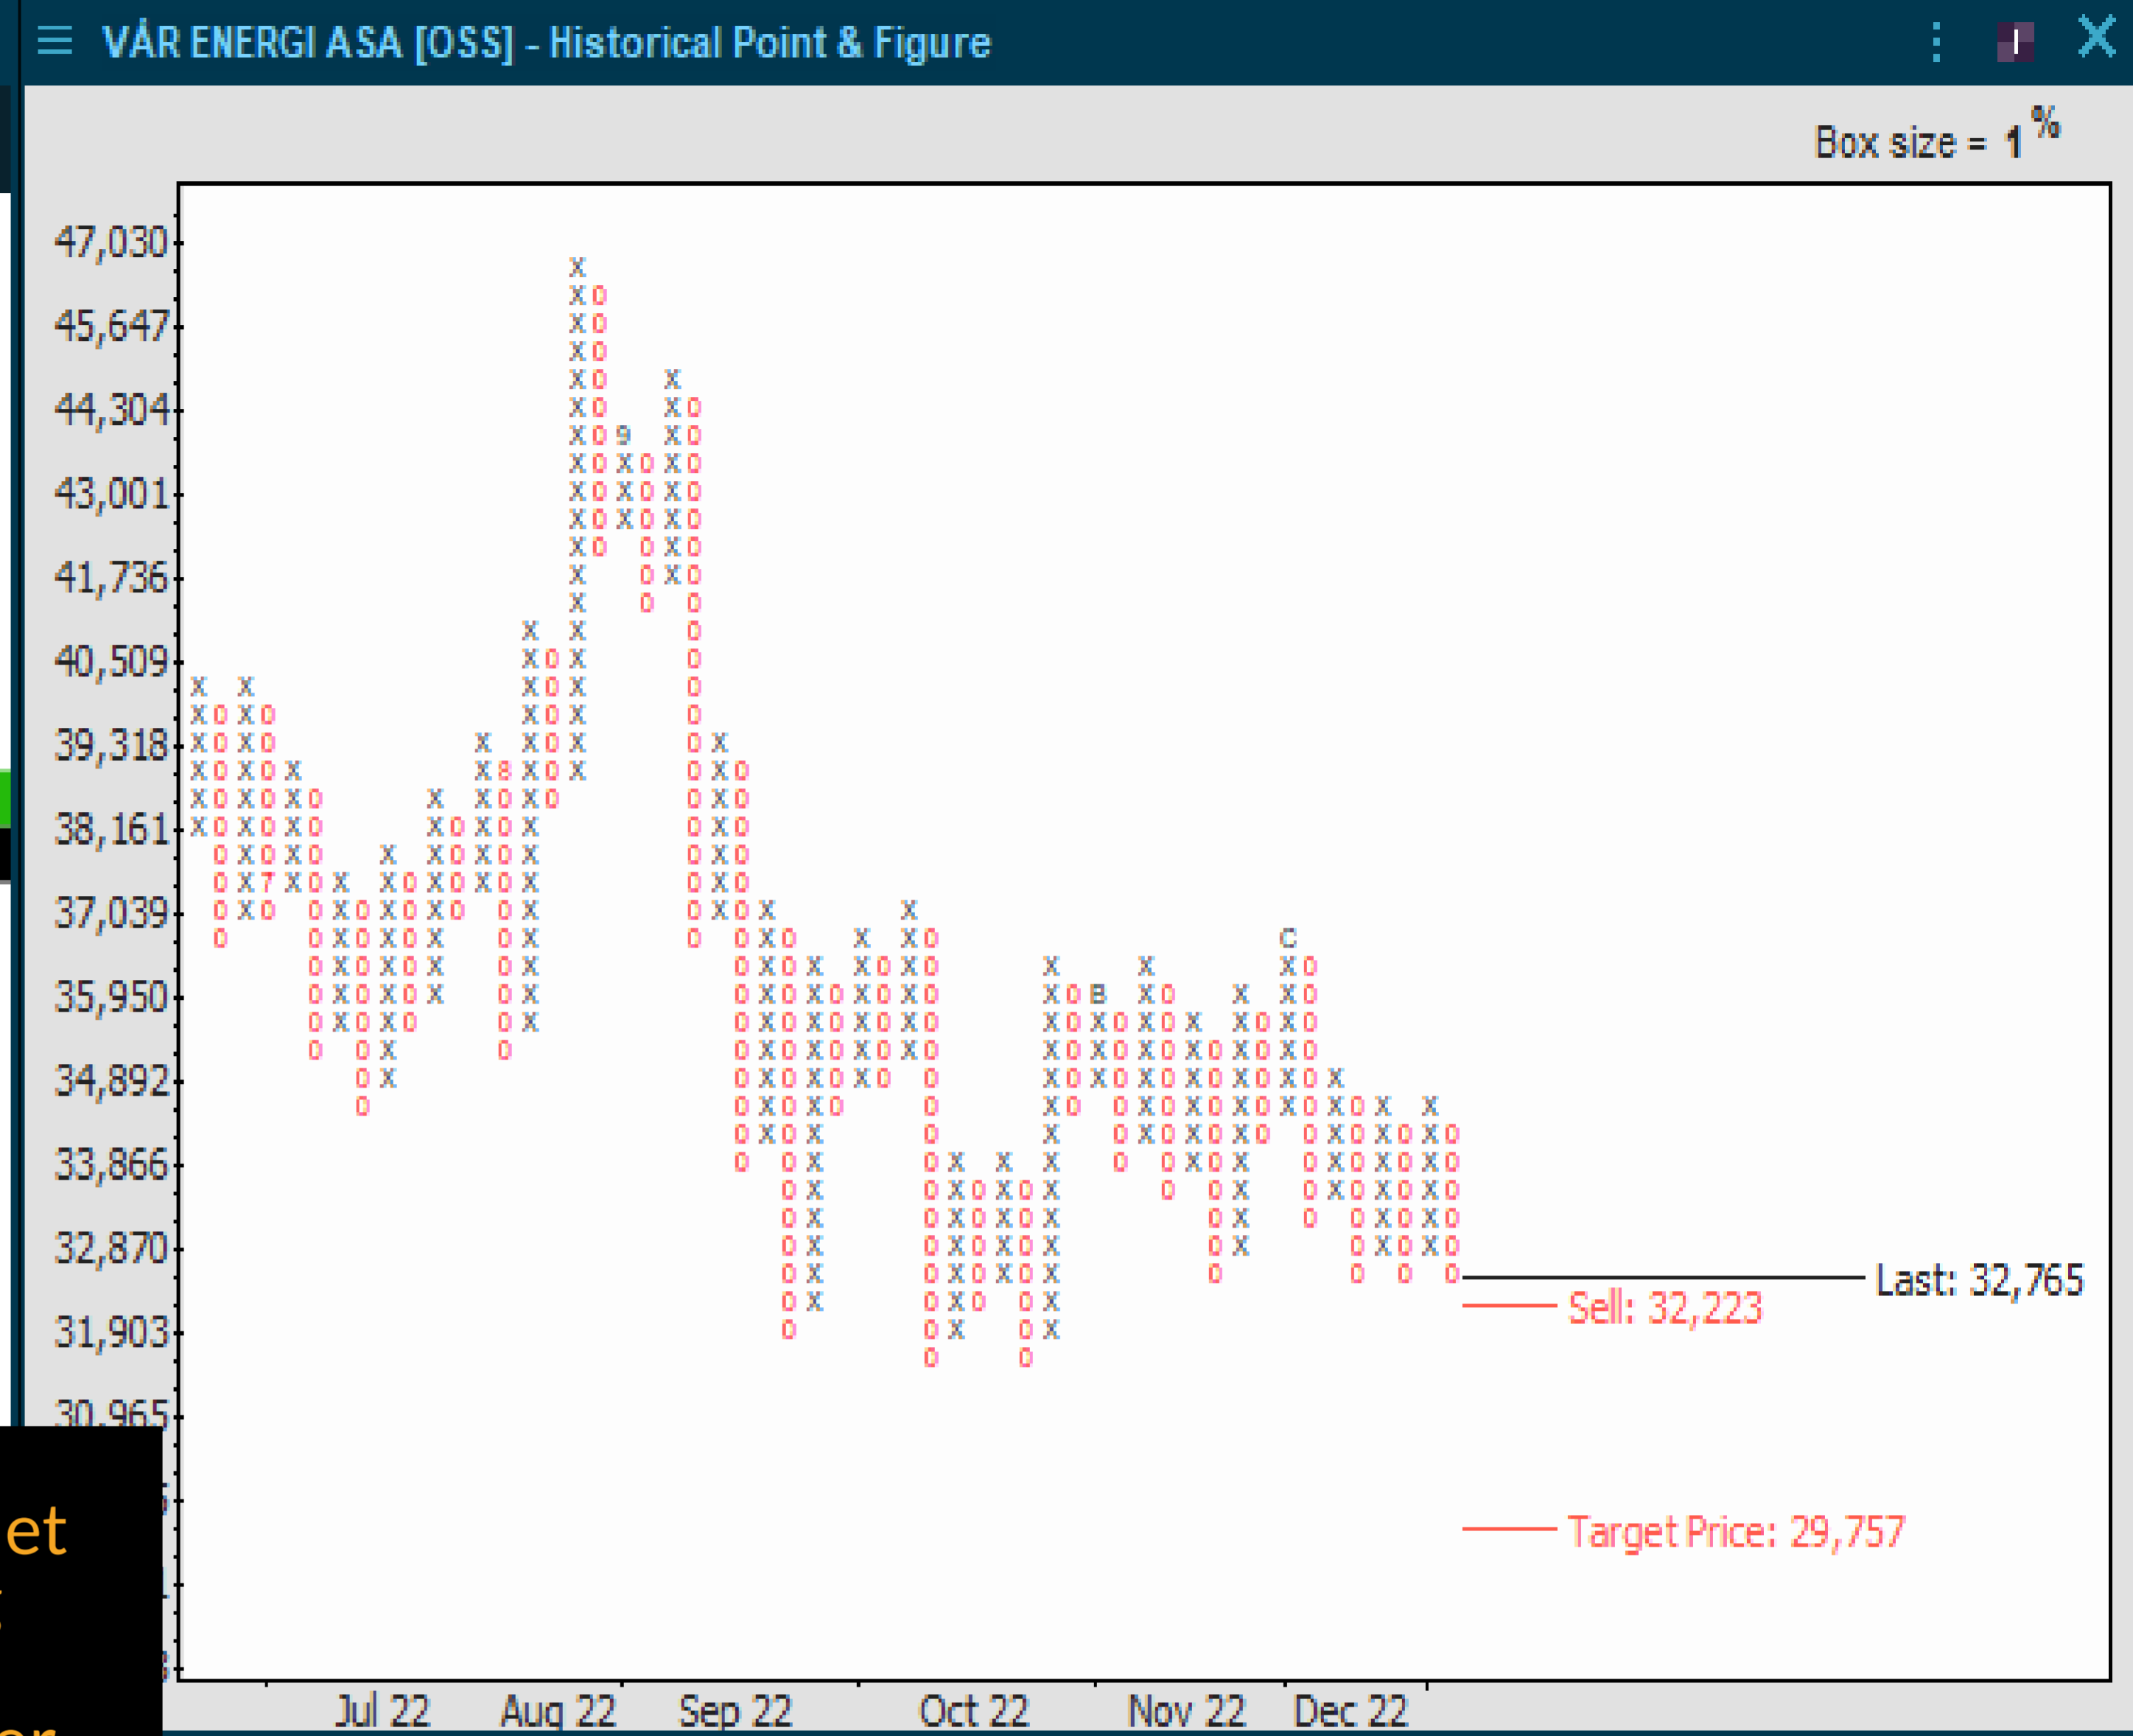 VÅR ENERGI ASA [OSS] - Historical Point & Figure
Box size = 1%
47,030
45,647
44,304
43,001
41,736
40,509
39,318
38,161
37,039
35,950
34,892
33,866
32,870
31,903
30,965
Last: 32,765
Sell: 32,223
Target Price: 29,757
et
Jul 22 Aug 22 Sep 22 Oct 22 Nov 22 Dec 22